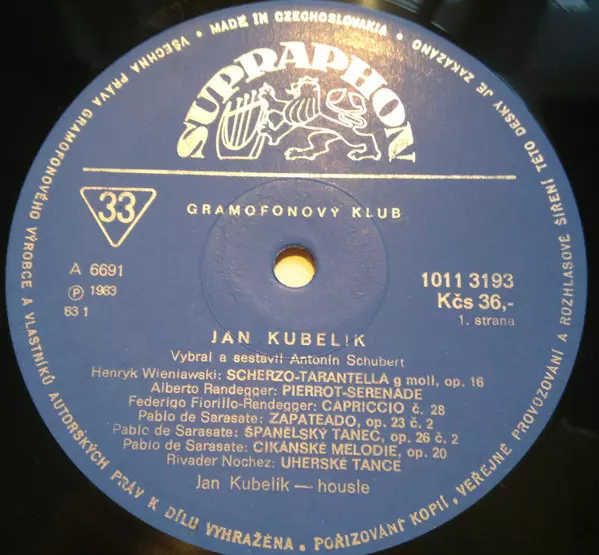 MADE IN CZECHOSLOVAKIA • VŠECHNA PRÁVA GRAMOFONOVÉHO VÝROBCE A VLASTNÍKŮ AUTORSKÝCH PRÁV K DÍLU VYHRAŽENA. POŘIZOVÁNÍ KOPIÍ, VEŘEJNÉ PROVOZOVÁNÍ A ROZHLASOVÉ ŠÍŘENÍ TÉTO DESKY JE ZAKÁZÁNO •
SUPRAPHON
33
GRAMOFONOVÝ KLUB
A 6691
Ⓟ 1983
83 1
1011 3193
Kčs 36,-
1. strana
JAN KUBELÍK
Vybral a sestavil Antonín Schubert
Henryk Wieniawski: SCHERZO-TARANTELLA g moll, op. 16
Alberto Randegger: PIERROT-SERENADE
Federigo Fiorillo-Randegger: CAPRICCIO č. 28
Pablo de Sarasate: ZAPATEADO, op. 23 č. 2
Pablo de Sarasate: ŠPANĚLSKÝ TANEC, op. 26 č. 2
Pablo de Sarasate: CIKÁNSKÉ MELODIE, op. 20
Rivader Nochez: UHERSKÉ TANCE
Jan Kubelík — housle